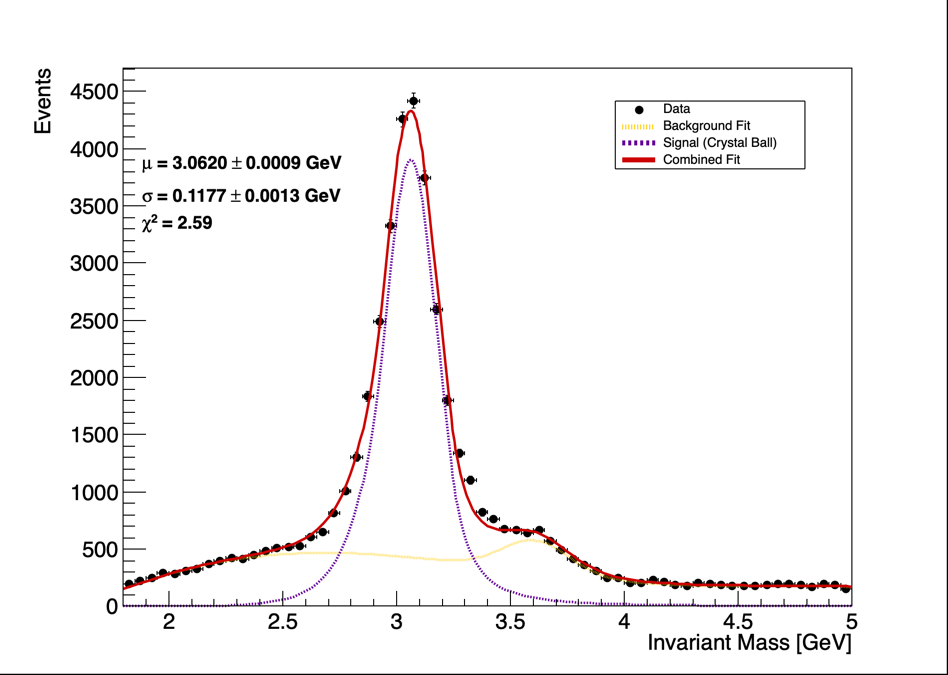 Events
4500
4000
3500
3000
2500
2000
1500
1000
500
0
μ = 3.0620 ± 0.0009 GeV
σ = 0.1177 ± 0.0013 GeV
χ² = 2.59
Data
Background Fit
Signal (Crystal Ball)
Combined Fit
2 2.5 3 3.5 4 4.5 5
Invariant Mass [GeV]